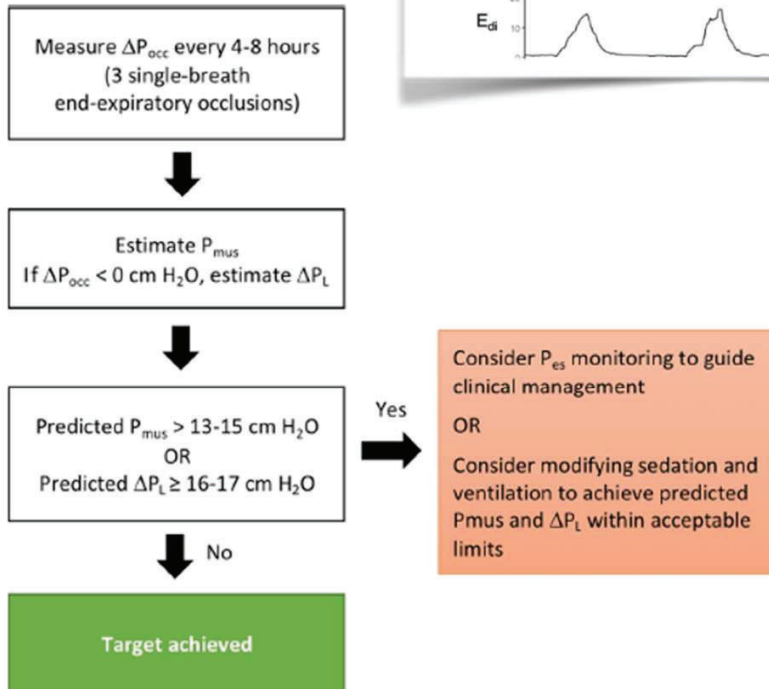 Measure ΔPocc every 4-8 hours
(3 single-breath
end-expiratory occlusions)
20
Edi
10
0
Estimate Pmus
If ΔPocc < 0 cm H2O, estimate ΔPL
Predicted Pmus > 13-15 cm H2O
OR
Predicted ΔPL ≥ 16-17 cm H2O
Yes
Consider Pes monitoring to guide
clinical management
OR
Consider modifying sedation and
ventilation to achieve predicted
Pmus and ΔPL within acceptable
limits
No
Target achieved